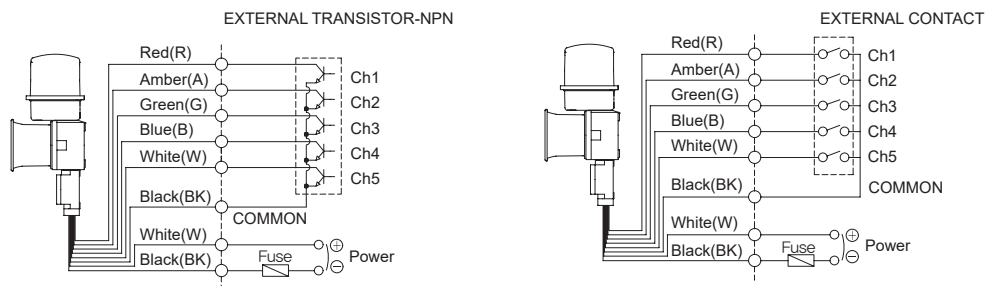 EXTERNAL TRANSISTOR-NPN
Red(R)
Ch1
Amber(A)
Ch2
Green(G)
Ch3
Blue(B)
Ch4
White(W)
Ch5
Black(BK)
COMMON
White(W)
⊕
Fuse
Power
Black(BK)
⊖
EXTERNAL CONTACT
Red(R)
Ch1
Amber(A)
Ch2
Green(G)
Ch3
Blue(B)
Ch4
White(W)
Ch5
Black(BK)
COMMON
White(W)
⊕
Fuse
Power
Black(BK)
⊖